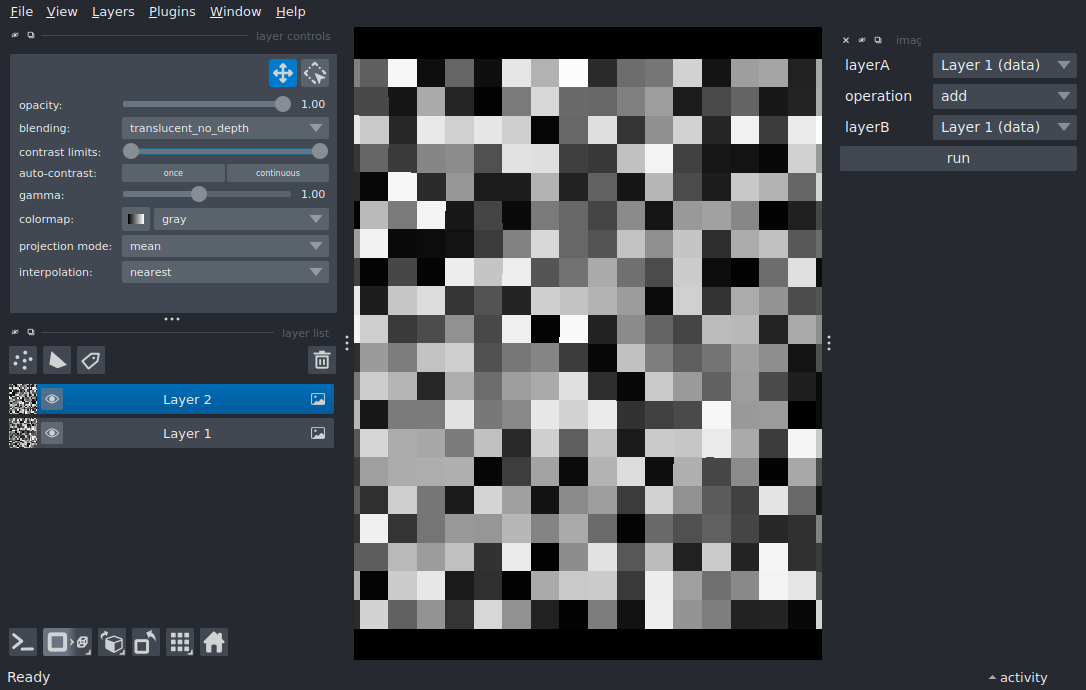 File View Layers Plugins Window Help
layer controls
opacity: 1.00
blending: translucent_no_depth
contrast limits:
auto-contrast: once continuous
gamma: 1.00
colormap: gray
projection mode: mean
interpolation: nearest
layer list
Layer 2
Layer 1
imag
layerA Layer 1 (data)
operation add
layerB Layer 1 (data)
run
Ready
activity